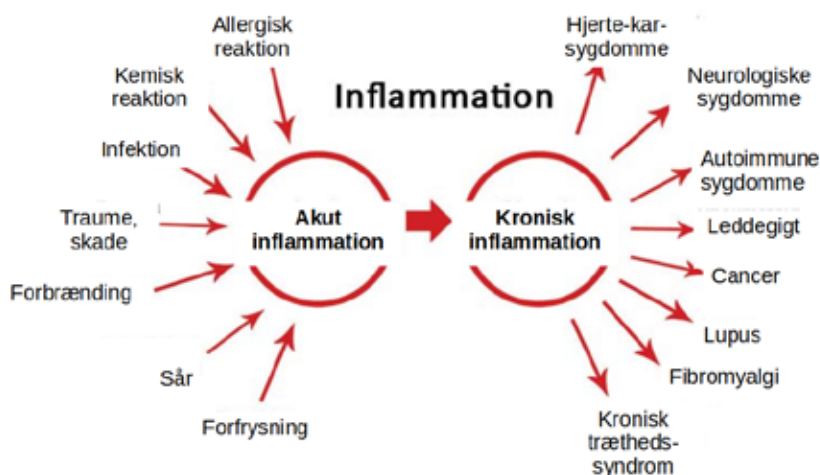 Inflammation
Allergisk
reaktion
Kemisk
reaktion
Infektion
Traume,
skade
Forbrænding
Sår
Forfrysning
Akut
inflammation
Kronisk
inflammation
Hjerte-kar-
sygdomme
Neurologiske
sygdomme
Autoimmune
sygdomme
Leddegigt
Cancer
Lupus
Fibromyalgi
Kronisk
trætheds-
syndrom